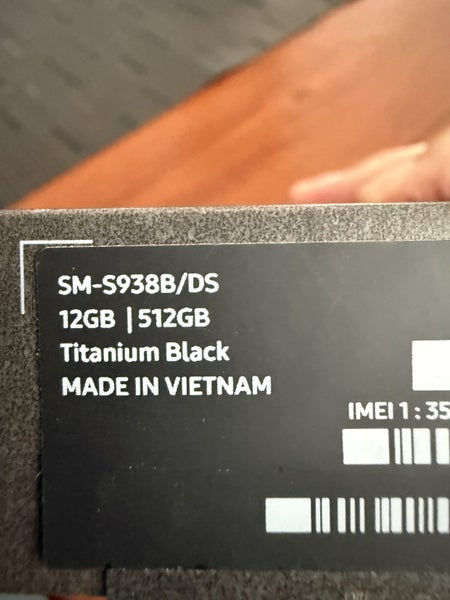 SM-S938B/DS
12GB | 512GB
Titanium Black
MADE IN VIETNAM
IMEI 1 : 35